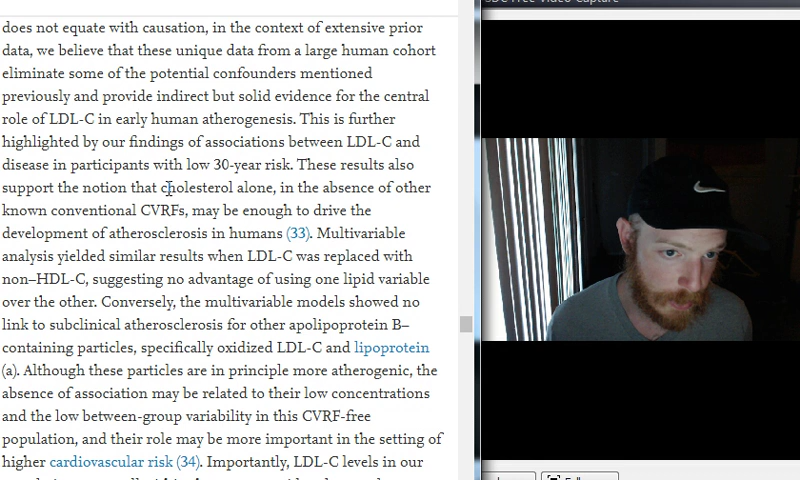 does not equate with causation, in the context of extensive prior
data, we believe that these unique data from a large human cohort
eliminate some of the potential confounders mentioned
previously and provide indirect but solid evidence for the central
role of LDL-C in early human atherogenesis. This is further
highlighted by our findings of associations between LDL-C and
disease in participants with low 30-year risk. These results also
support the notion that cholesterol alone, in the absence of other
known conventional CVRFs, may be enough to drive the
development of atherosclerosis in humans (33). Multivariable
analysis yielded similar results when LDL-C was replaced with
non–HDL-C, suggesting no advantage of using one lipid variable
over the other. Conversely, the multivariable models showed no
link to subclinical atherosclerosis for other apolipoprotein B–
containing particles, specifically oxidized LDL-C and lipoprotein
(a). Although these particles are in principle more atherogenic, the
absence of association may be related to their low concentrations
and the low between-group variability in this CVRF-free
population, and their role may be more important in the setting of
higher cardiovascular risk (34). Importantly, LDL-C levels in our